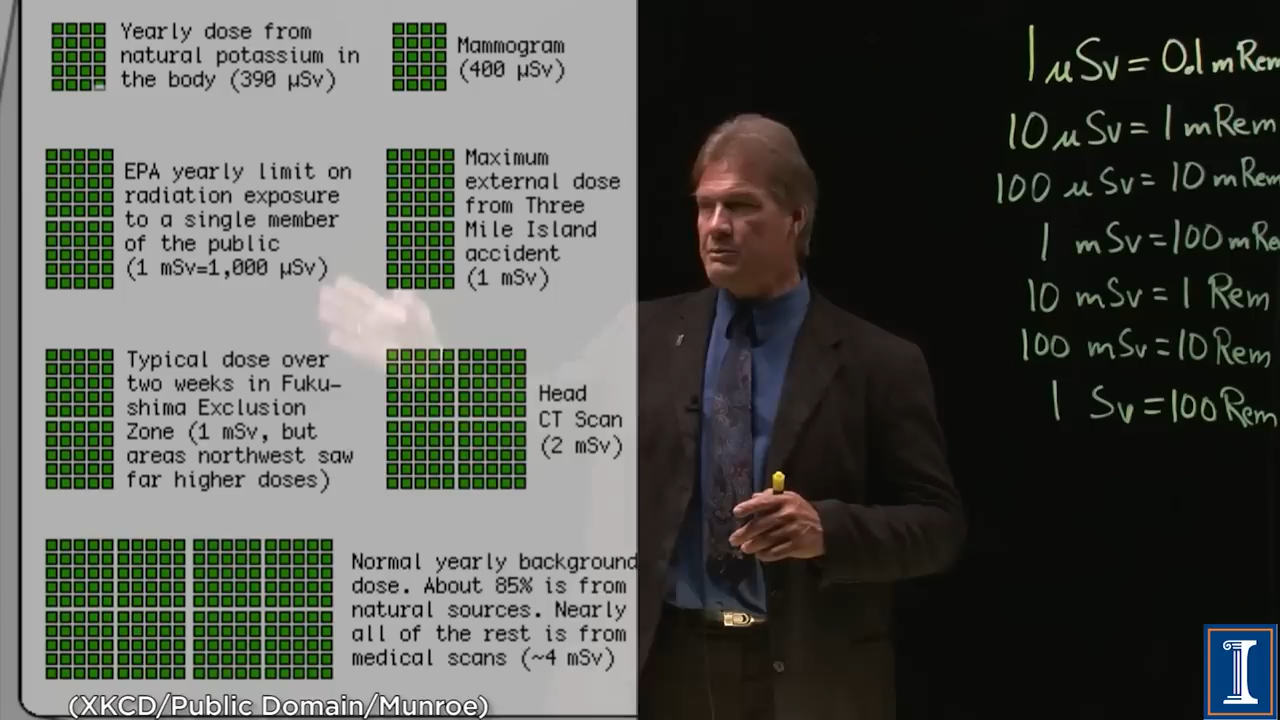 Yearly dose from
natural potassium in
the body (390 µSv)
Mammogram
(400 µSv)
EPA yearly limit on
radiation exposure
to a single member
of the public
(1 mSv=1,000 µSv)
Maximum
external dose
from Three
Mile Island
accident
(1 mSv)
Typical dose over
two weeks in Fuku-
shima Exclusion
Zone (1 mSv, but
areas northwest saw
far higher doses)
Head
CT Scan
(2 mSv)
Normal yearly background
dose. About 85% is from
natural sources. Nearly
all of the rest is from
medical scans (~4 mSv)
(XKCD/Public Domain/Munroe)
1 µSv = 0.1 mRem
10 µSv = 1 mRem
100 µSv = 10 mRem
1 mSv = 100 mRe
10 mSv = 1 Rem
100 mSv = 10 Rem
1 Sv = 100 Rem
I